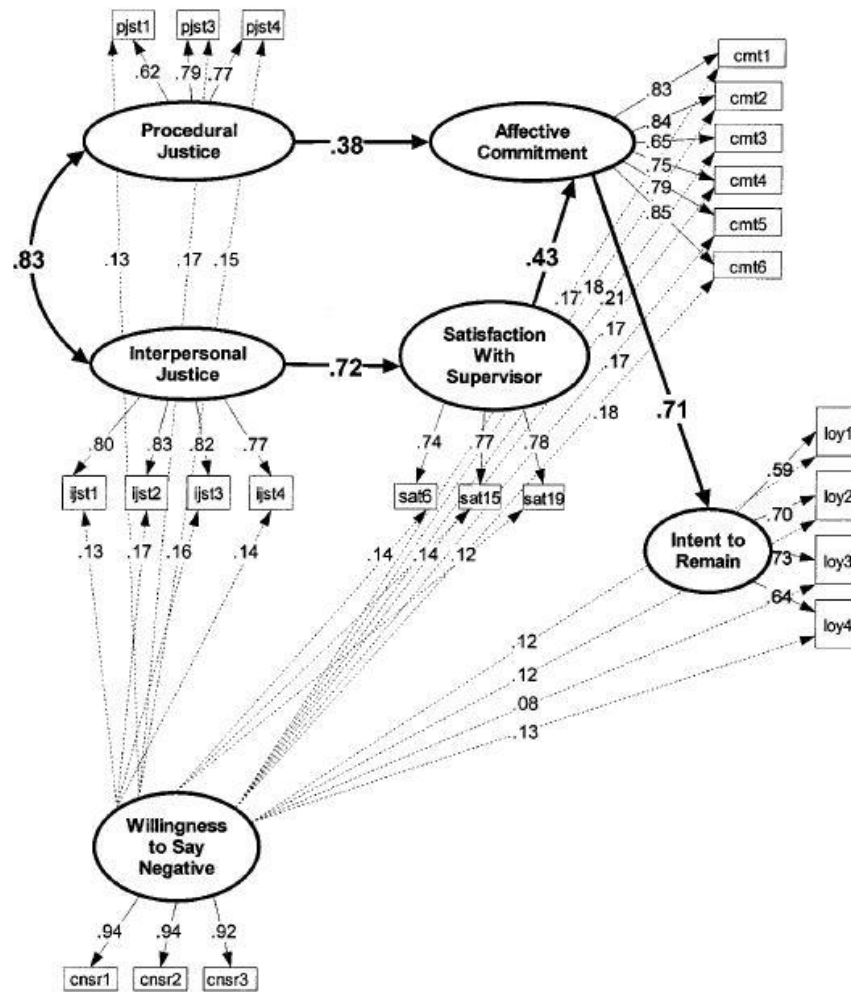 pjst1 pjst3 pjst4
.62 .79 .77
Procedural
Justice
.38
Affective
Commitment
cmt1
cmt2
cmt3
cmt4
cmt5
cmt6
.83
.84
.65
.75
.79
.85
.83
.13 .17 .15
.43
.17 .18 .21
.17
.17
.18
Interpersonal
Justice
.72
Satisfaction
With
Supervisor
.71
.80 .83 .82 .77
.74 .77 .78
ijst1 ijst2 ijst3 ijst4
sat6 sat15 sat19
loy1
loy2
loy3
loy4
.59
.70
.73
.64
Intent to
Remain
.13 .17 .16 .14
.14 .14 .12
.12
.12
.08
.13
Willingness
to Say
Negative
.94 .94 .92
cnsr1 cnsr2 cnsr3